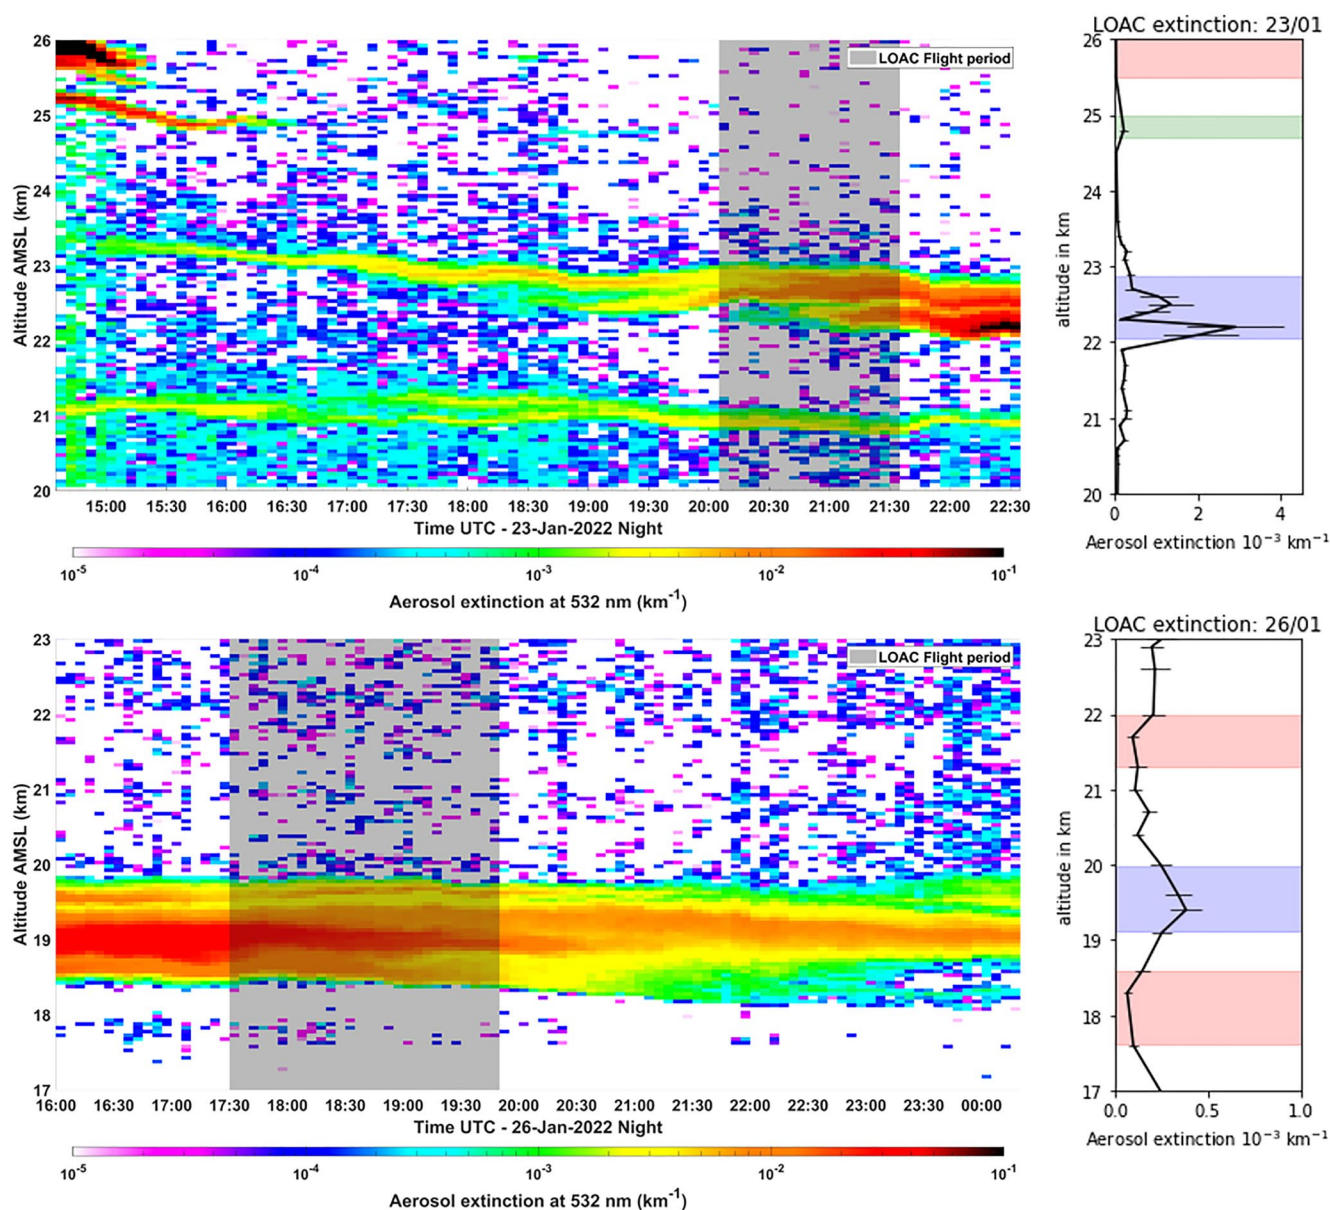 LOAC extinction: 23/01
LOAC Flight period
26
25
24
23
22
21
20
Altitude AMSL (km)
15:00 15:30 16:00 16:30 17:00 17:30 18:00 18:30 19:00 19:30 20:00 20:30 21:00 21:30 22:00 22:30
Time UTC - 23-Jan-2022 Night
10⁻⁵ 10⁻⁴ 10⁻³ 10⁻² 10⁻¹
Aerosol extinction at 532 nm (km⁻¹)
26
25
24
23
22
21
20
altitude in km
0 2 4
Aerosol extinction 10⁻³ km⁻¹
LOAC extinction: 26/01
LOAC Flight period
23
22
21
20
19
18
17
Altitude AMSL (km)
16:00 16:30 17:00 17:30 18:00 18:30 19:00 19:30 20:00 20:30 21:00 21:30 22:00 22:30 23:00 23:30 00:00
Time UTC - 26-Jan-2022 Night
10⁻⁵ 10⁻⁴ 10⁻³ 10⁻² 10⁻¹
Aerosol extinction at 532 nm (km⁻¹)
23
22
21
20
19
18
17
altitude in km
0.0 0.5 1.0
Aerosol extinction 10⁻³ km⁻¹